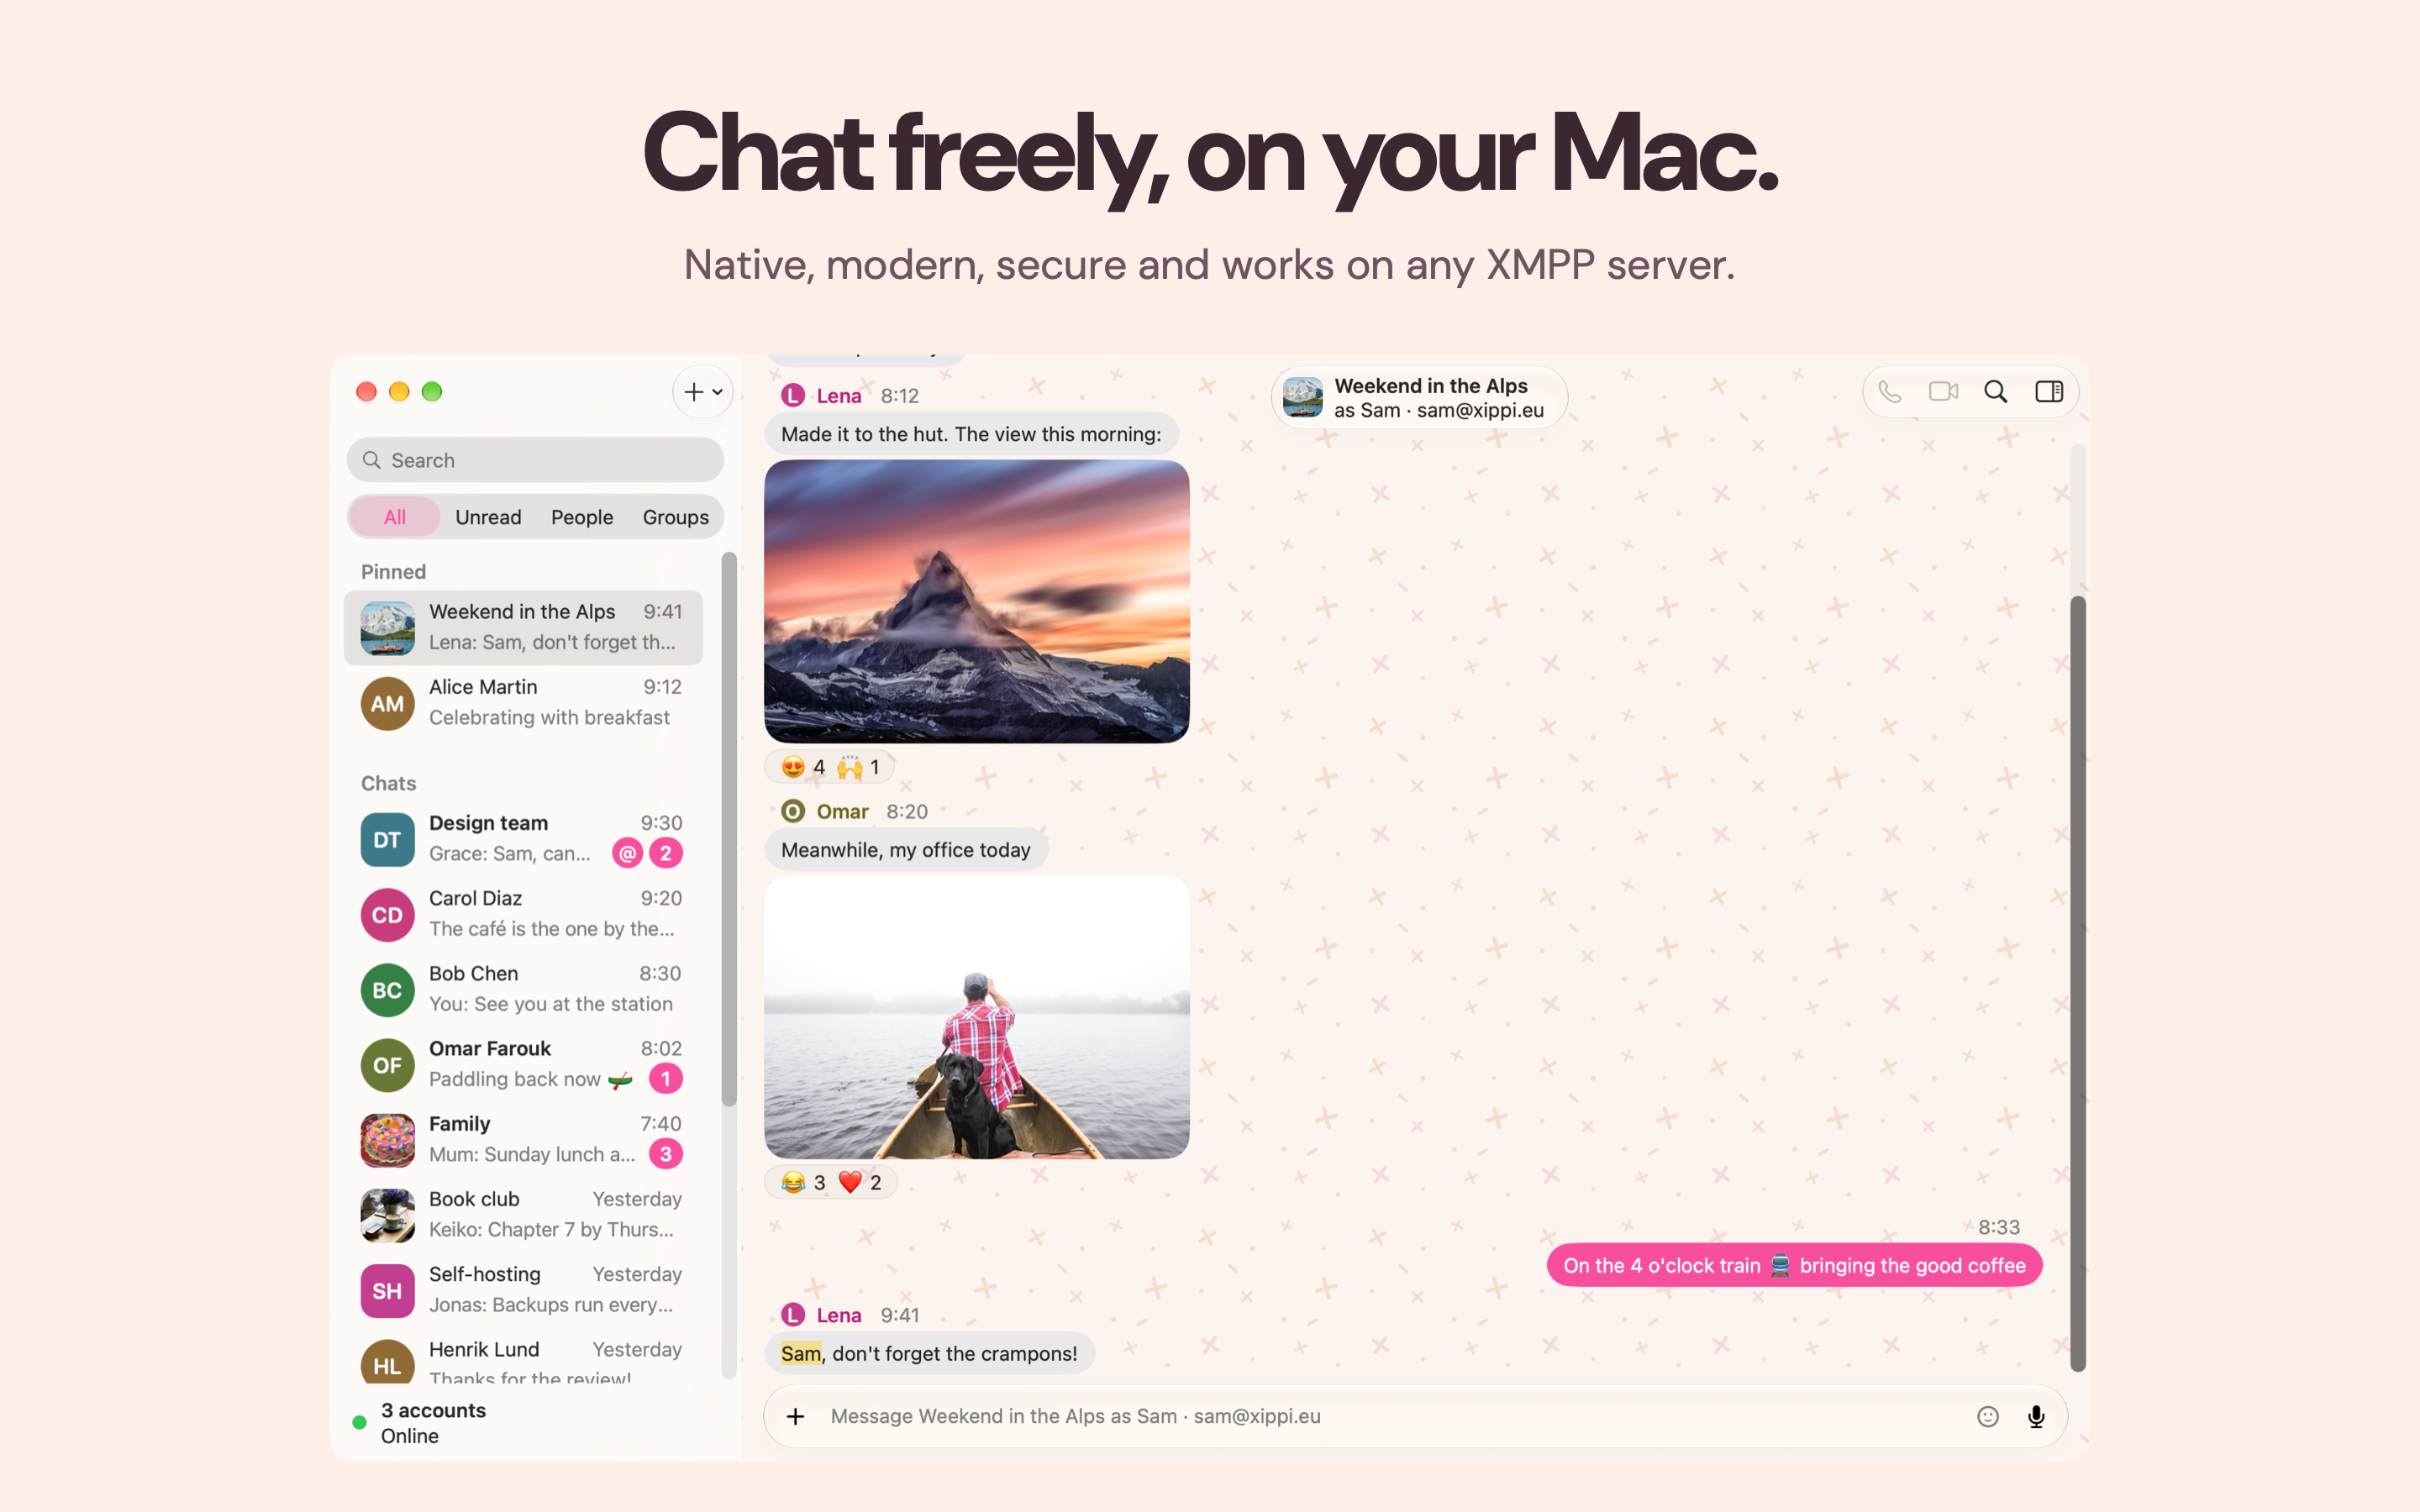 Chat freely, on your Mac.
Native, modern, secure and works on any XMPP server.
Search
All
Unread
People
Groups
Pinned
Weekend in the Alps 9:41
Lena: Sam, don't forget th...
AM
Alice Martin 9:12
Celebrating with breakfast
Chats
DT
Design team 9:30
Grace: Sam, can... @ 2
CD
Carol Diaz 9:20
The café is the one by the...
BC
Bob Chen 8:30
You: See you at the station
OF
Omar Farouk 8:02
Paddling back now 🛶 1
Family 7:40
Mum: Sunday lunch a... 3
Book club Yesterday
Keiko: Chapter 7 by Thurs...
SH
Self-hosting Yesterday
Jonas: Backups run every...
HL
Henrik Lund Yesterday
Thanks for the review!
3 accounts
Online
Weekend in the Alps
as Sam · sam@xippi.eu
L Lena 8:12
Made it to the hut. The view this morning:
😍 4 🙌 1
O Omar 8:20
Meanwhile, my office today
😂 3 ❤️ 2
8:33
On the 4 o'clock train 🚆 bringing the good coffee
L Lena 9:41
Sam, don't forget the crampons!
Message Weekend in the Alps as Sam · sam@xippi.eu